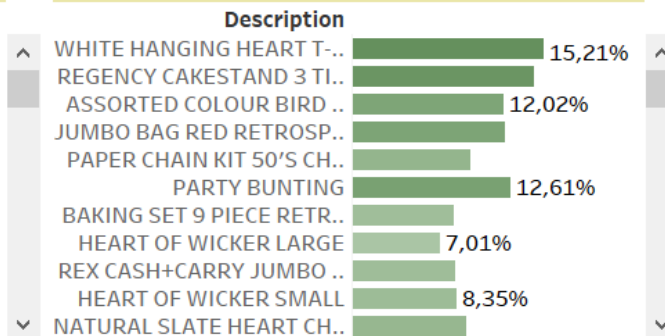 Description
WHITE HANGING HEART T-.. 15,21%
REGENCY CAKESTAND 3 TI..
ASSORTED COLOUR BIRD .. 12,02%
JUMBO BAG RED RETROSP..
PAPER CHAIN KIT 50'S CH..
PARTY BUNTING 12,61%
BAKING SET 9 PIECE RETR..
HEART OF WICKER LARGE 7,01%
REX CASH+CARRY JUMBO ..
HEART OF WICKER SMALL 8,35%
NATURAL SLATE HEART CH..